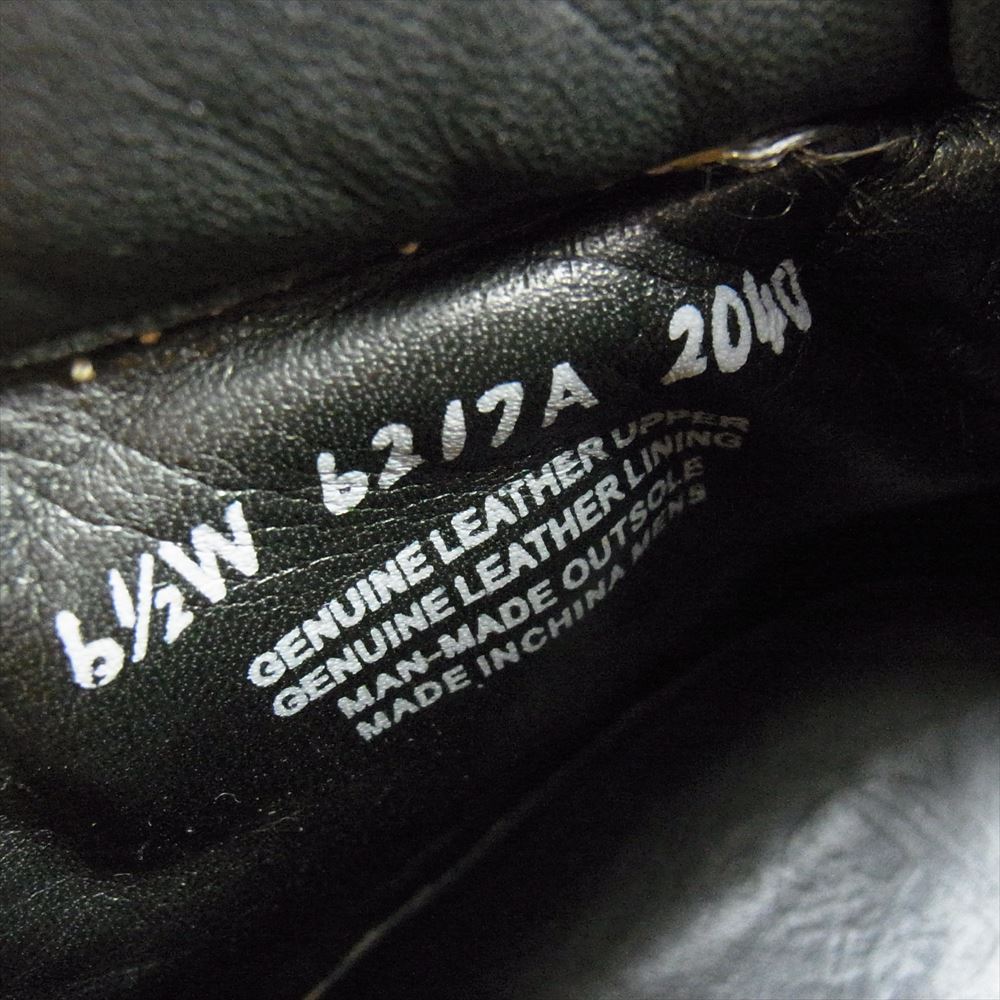 6½W 6217A 2040
GENUINE LEATHER UPPER
GENUINE LEATHER LINING
MAN-MADE OUTSOLE
MADE IN CHINA MENS